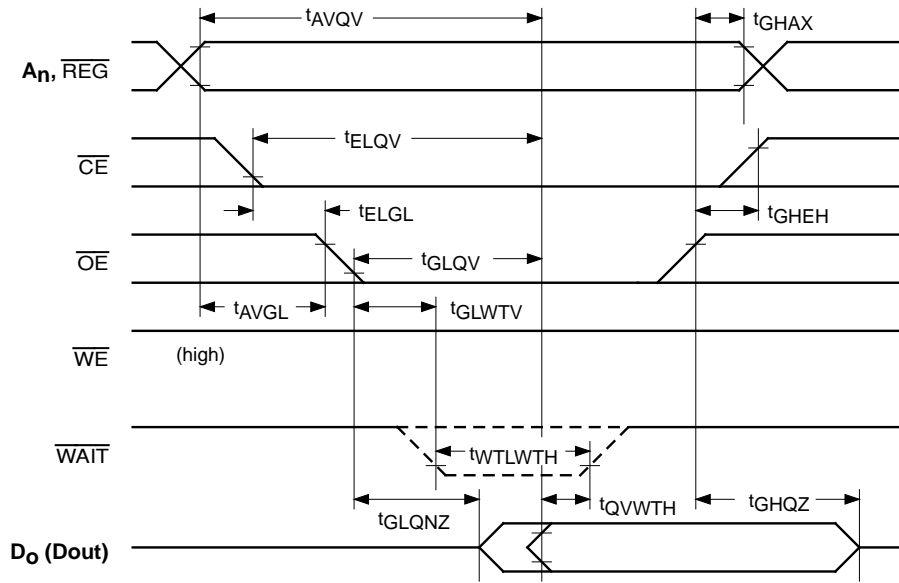 tAVQV
tGHAX
An, REG
tELQV
CE
tELGL
tGHEH
OE
tGLQV
tAVGL
tGLWTV
WE
(high)
WAIT
tWTLWTH
tGLQNZ
tQVWTH
tGHQZ
Do (Dout)